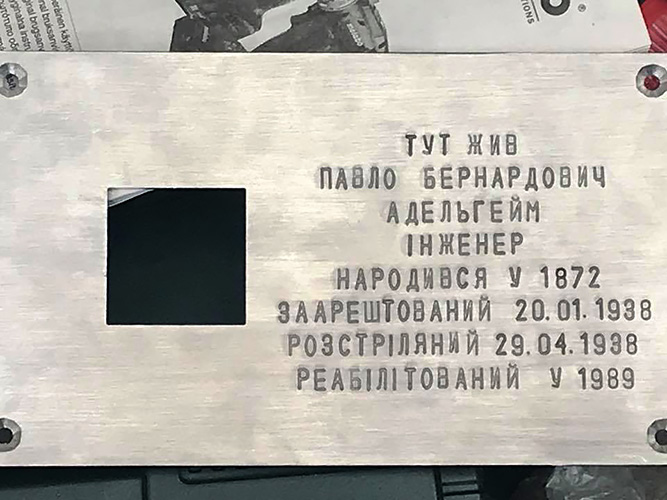 ТУТ ЖИВ
ПАВЛО БЕРНАРДОВИЧ
АДЕЛЬГЕЙМ
ІНЖЕНЕР
НАРОДИВСЯ У 1872
ЗААРЕШТОВАНИЙ 20.01.1938
РОЗСТРІЛЯНИЙ 29.04.1938
РЕАБІЛІТОВАНИЙ У 1989